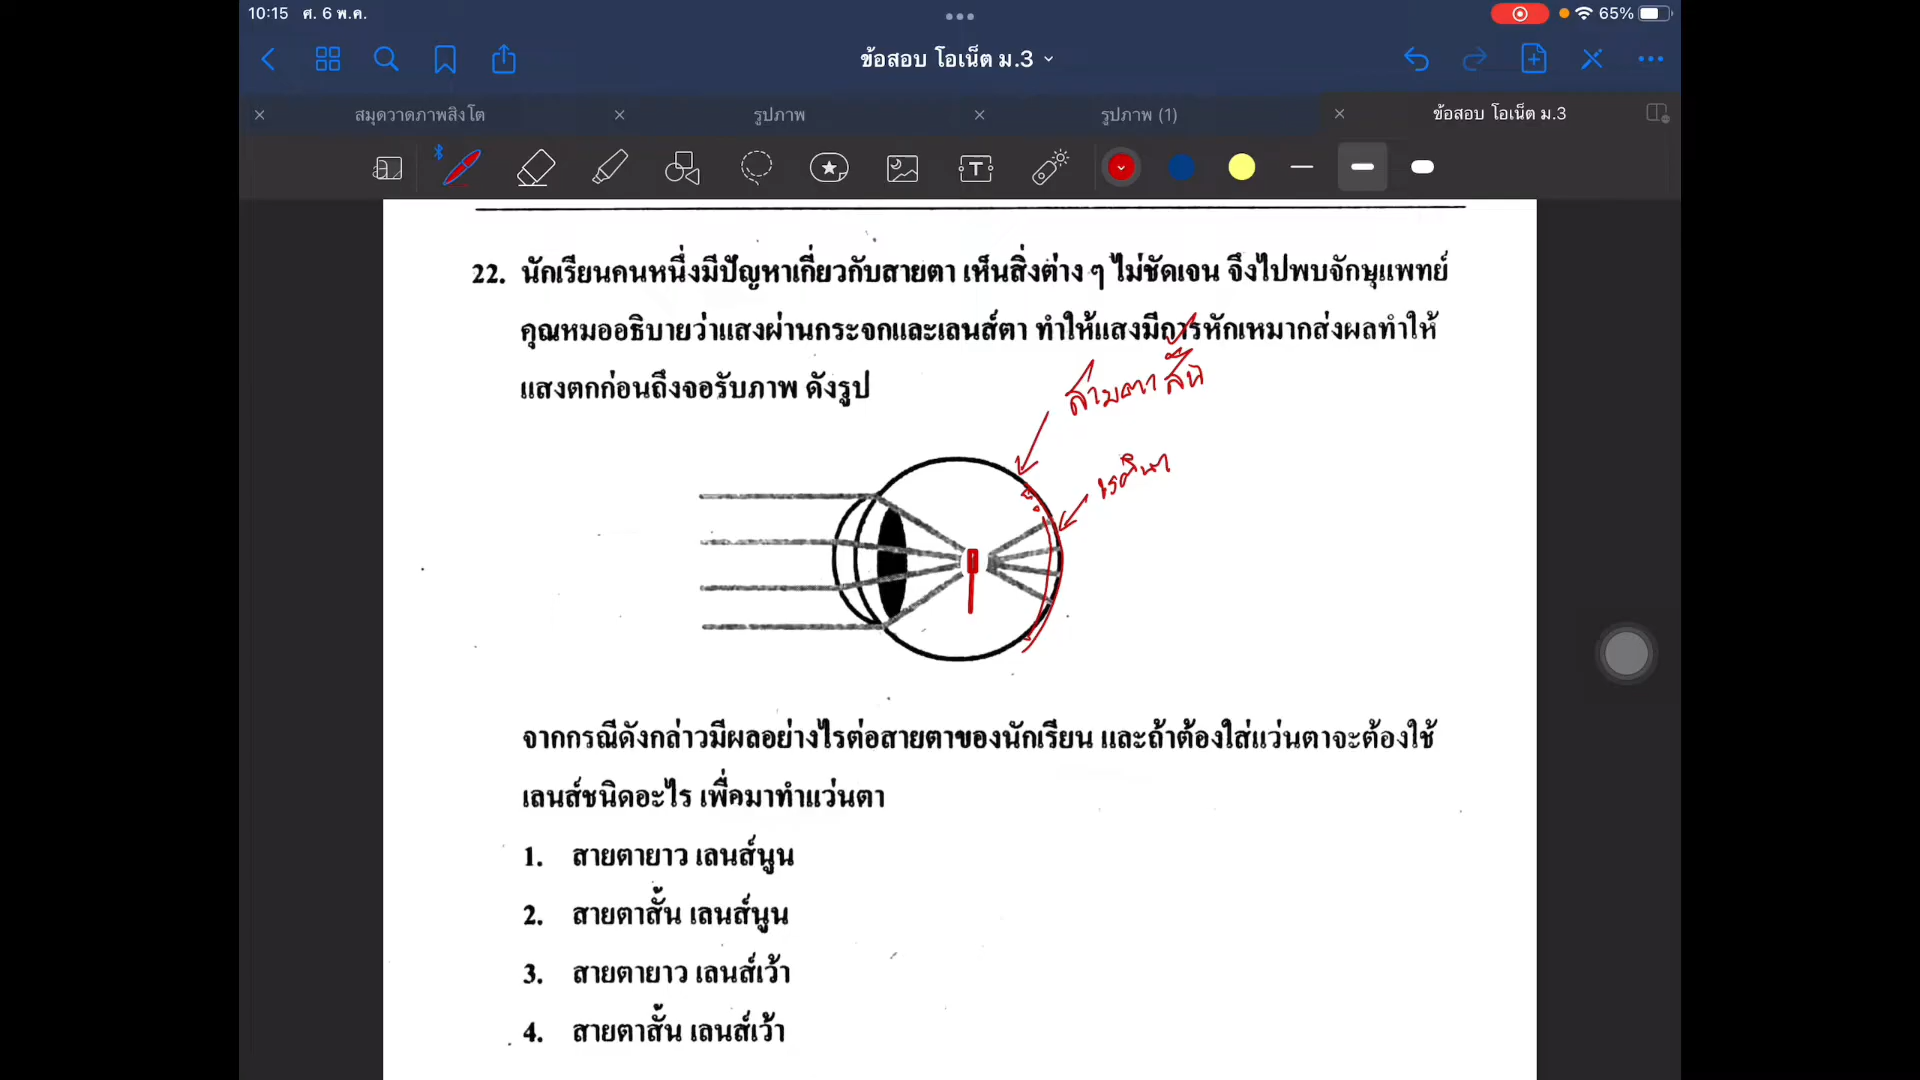 10:15 ศ. 6 พ.ค.
65%
ข้อสอบ โอเน็ต ม.3
สมุดวาดภาพสิงโต
รูปภาพ
รูปภาพ (1)
ข้อสอบ โอเน็ต ม.3
22. นักเรียนคนหนึ่งมีปัญหาเกี่ยวกับสายตา เห็นสิ่งต่าง ๆ ไม่ชัดเจน จึงไปพบจักษุแพทย์
คุณหมออธิบายว่าแสงผ่านกระจกและเลนส์ตา ทำให้แสงมีการหักเหมากส่งผลทำให้
แสงตกก่อนถึงจอรับภาพ ดังรูป
สายตาสั้น
เรตินา
จากกรณีดังกล่าวมีผลอย่างไรต่อสายตาของนักเรียน และถ้าต้องใส่แว่นตาจะต้องใช้
เลนส์ชนิดอะไร เพื่อมาทำแว่นตา
1. สายตายาว เลนส์นูน
2. สายตาสั้น เลนส์นูน
3. สายตายาว เลนส์เว้า
4. สายตาสั้น เลนส์เว้า